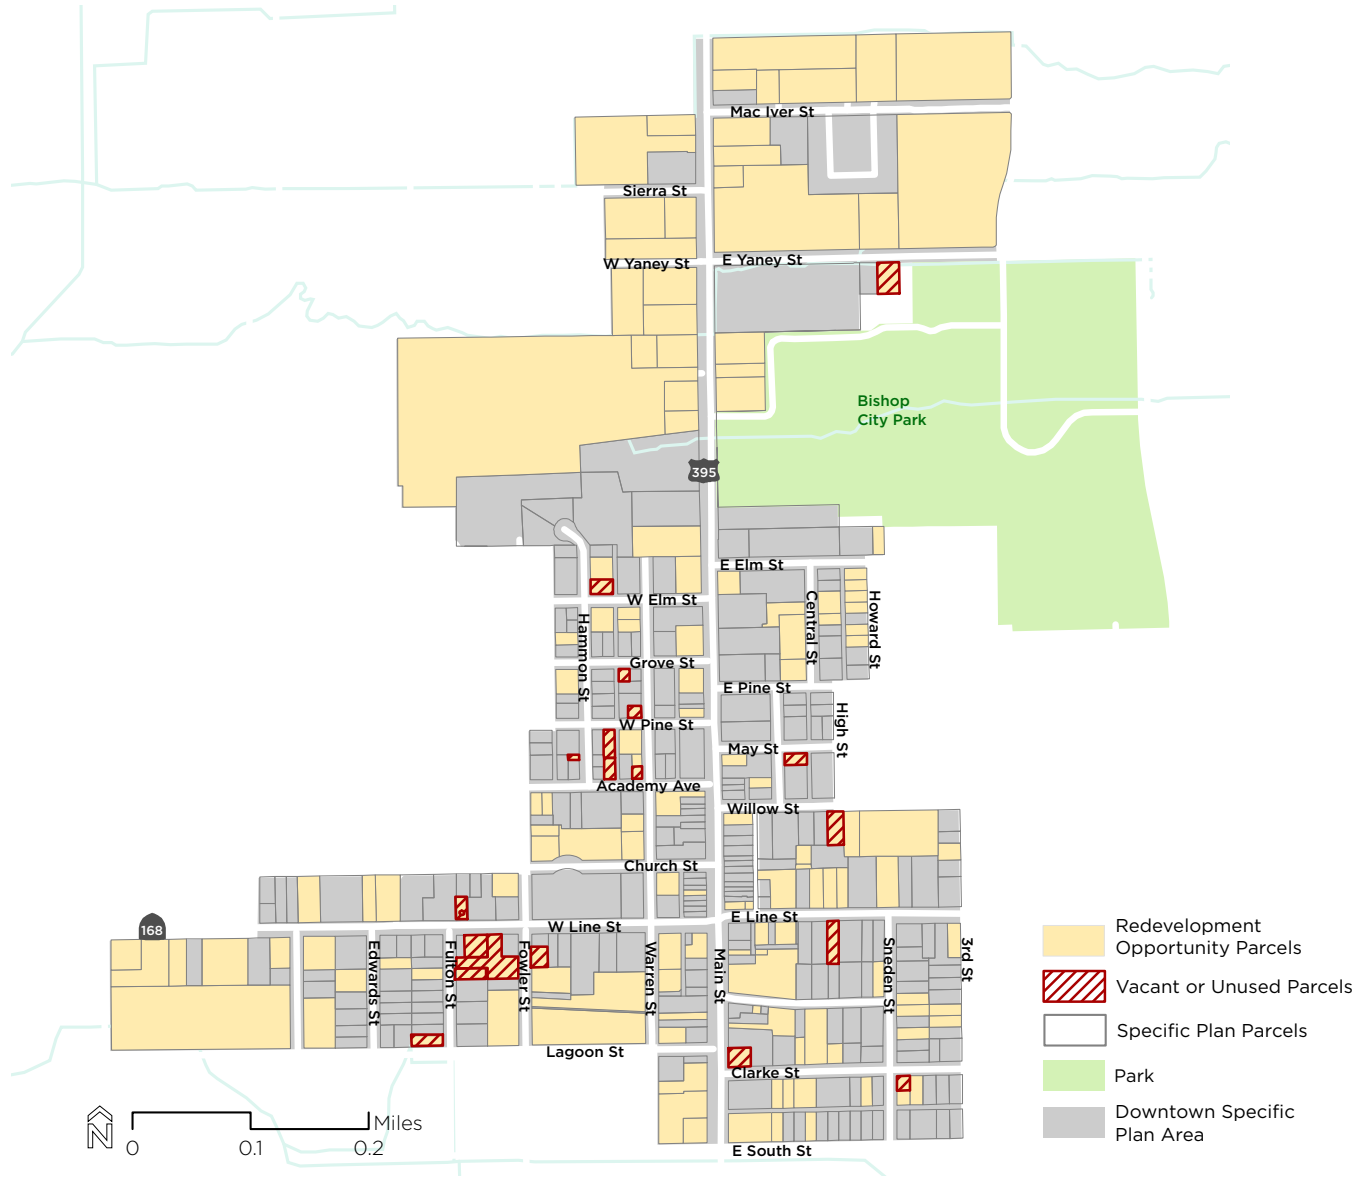 Mac Iver St
Sierra St
W Yaney St
E Yaney St
Bishop
City Park
395
E Elm St
W Elm St
Hammon St
Central St
Howard St
Grove St
E Pine St
W Pine St
High St
May St
Academy Ave
Willow St
Church St
E Line St
W Line St
168
Edwards St
Fulton St
Fowler St
Warren St
Main St
Sneden St
3rd St
Lagoon St
Clarke St
E South St
Redevelopment
Opportunity Parcels
Vacant or Unused Parcels
Specific Plan Parcels
Park
Downtown Specific
Plan Area
N
Miles
0 0.1 0.2